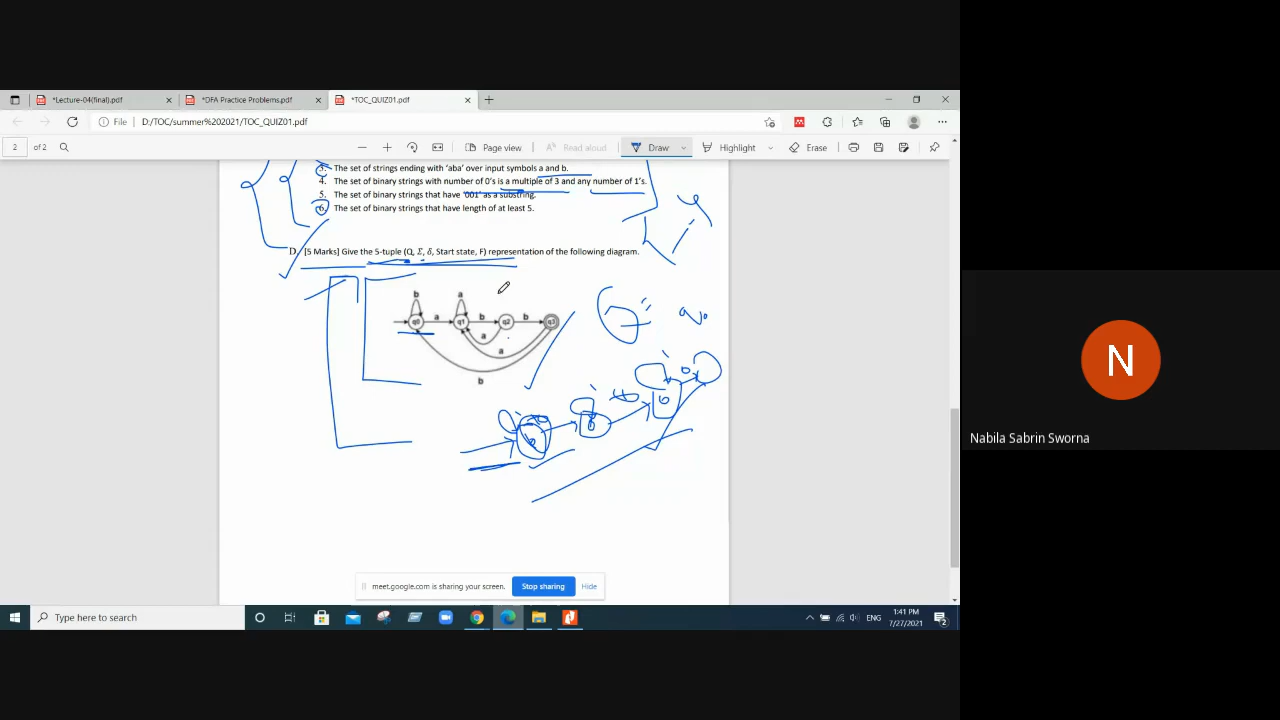 *Lecture-04(final).pdf
*DFA Practice Problems.pdf
*TOC_QUIZ01.pdf
File
D:/TOC/summer%202021/TOC_QUIZ01.pdf
2 of 2
Page view
Read aloud
Draw
Highlight
Erase
3. The set of strings ending with 'aba' over input symbols a and b.
4. The set of binary strings with number of 0's is a multiple of 3 and any number of 1's.
5. The set of binary strings that have '001' as a substring.
6. The set of binary strings that have length of at least 5.
D. [5 Marks] Give the 5-tuple (Q, Σ, δ, Start state, F) representation of the following diagram.
b a
q0 a q1 b q2 b q3
a
a
b
N
Nabila Sabrin Sworna
meet.google.com is sharing your screen.
Stop sharing
Hide
Type here to search
ENG
1:41 PM
7/27/2021
2